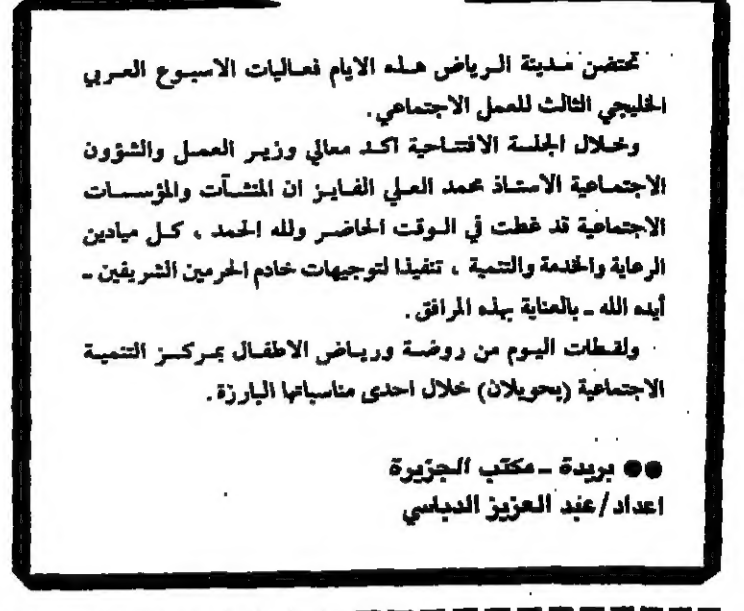 تحتضن مدينة الرياض هذه الايام فعاليات الاسبوع العربي
الخليجي الثالث للعمل الاجتماعي.
وخلال الجلسة الافتتاحية اكد معالي وزير العمل والشؤون
الاجتماعية الاستاذ محمد العلي الفايز ان المنشآت والمؤسسات
الاجتماعية قد غطت في الوقت الحاضر ولله الحمد ، كل ميادين
الرعاية والخدمة والتنمية ، تنفيذا لتوجيهات خادم الحرمين الشريفين ـ
أيده الله ـ بالعناية بهذه المرافق.
ولقطات اليوم من روضة ورياض الاطفال بمركز التنمية
الاجتماعية (بحويلان) خلال احدى مناسباتها البارزة.
●● بريدة ـ مكتب الجزيرة
اعداد/عبد العزيز الدباسي